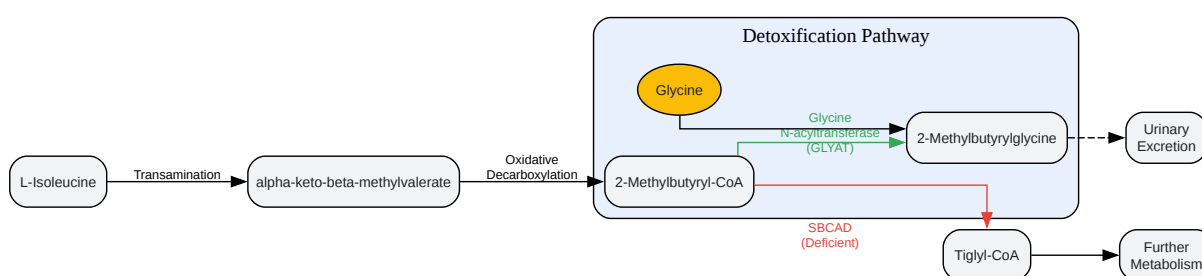 Detoxification Pathway
Glycine
Glycine
N-acyltransferase
(GLYAT)
2-Methylbutyrylglycine
Urinary
Excretion
L-Isoleucine
Transamination
alpha-keto-beta-methylvalerate
Oxidative
Decarboxylation
2-Methylbutyryl-CoA
SBCAD
(Deficient)
Tiglyl-CoA
Further
Metabolism